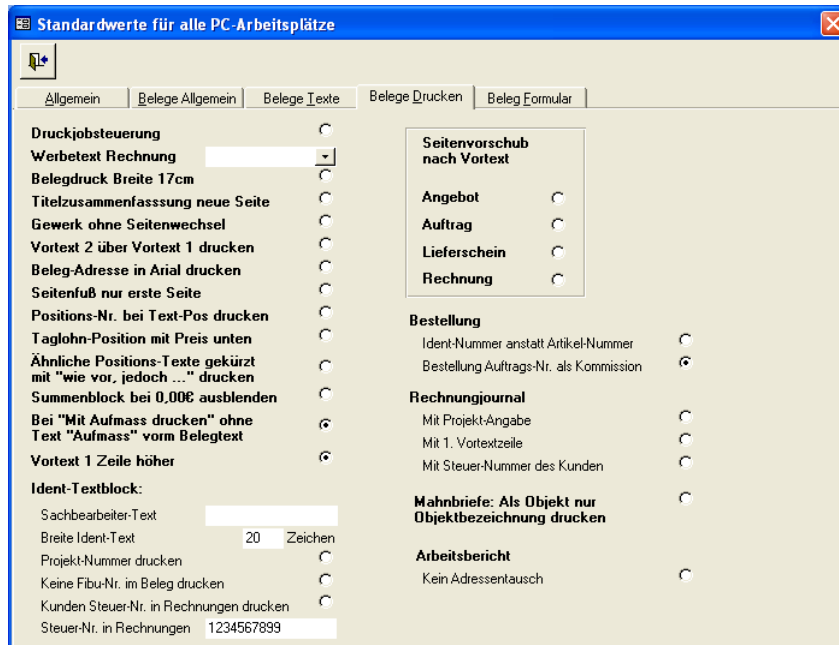 Standardwerte für alle PC-Arbeitsplätze
Allgemein
Belege Allgemein
Belege Texte
Belege Drucken
Beleg Formular
Druckjobsteuerung
Werbetext Rechnung
Belegdruck Breite 17cm
Titelzusammenfasssung neue Seite
Gewerk ohne Seitenwechsel
Vortext 2 über Vortext 1 drucken
Beleg-Adresse in Arial drucken
Seitenfuß nur erste Seite
Positions-Nr. bei Text-Pos drucken
Taglohn-Position mit Preis unten
Ähnliche Positions-Texte gekürzt
mit "wie vor, jedoch ..." drucken
Summenblock bei 0,00€ ausblenden
Bei "Mit Aufmass drucken" ohne
Text "Aufmass" vorm Belegtext
Vortext 1 Zeile höher
Ident-Textblock:
Sachbearbeiter-Text
Breite Ident-Text 20 Zeichen
Projekt-Nummer drucken
Keine Fibu-Nr. im Beleg drucken
Kunden Steuer-Nr. in Rechnungen drucken
Steuer-Nr. in Rechnungen 1234567899
Seitenvorschub
nach Vortext
Angebot
Auftrag
Lieferschein
Rechnung
Bestellung
Ident-Nummer anstatt Artikel-Nummer
Bestellung Auftrags-Nr. als Kommission
Rechnungjournal
Mit Projekt-Angabe
Mit 1. Vortextzeile
Mit Steuer-Nummer des Kunden
Mahnbriefe: Als Objekt nur
Objektbezeichnung drucken
Arbeitsbericht
Kein Adressentausch